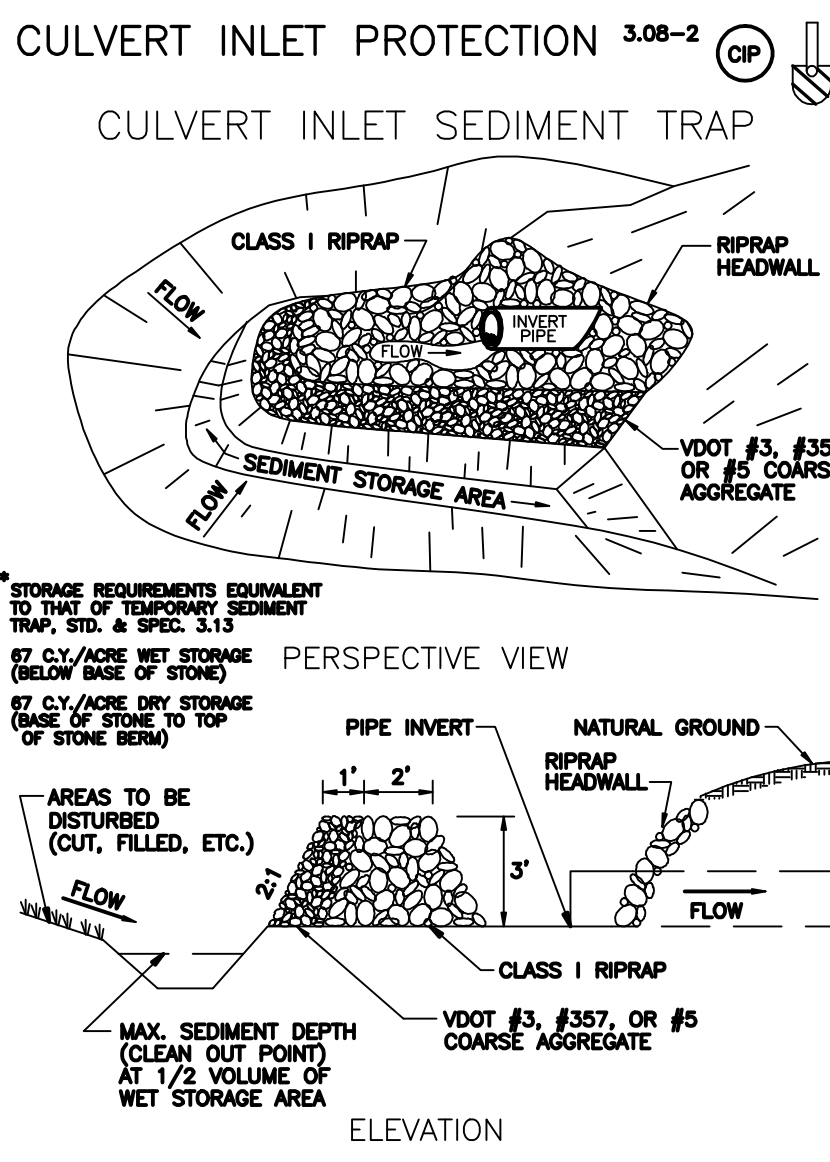 CULVERT INLET PROTECTION 3.08-2 CIP
CULVERT INLET SEDIMENT TRAP
CLASS I RIPRAP
RIPRAP
HEADWALL
FLOW
INVERT
PIPE
FLOW
VDOT #3, #35
OR #5 COARS
AGGREGATE
SEDIMENT STORAGE AREA
FLOW
* STORAGE REQUIREMENTS EQUIVALENT
TO THAT OF TEMPORARY SEDIMENT
TRAP, STD. & SPEC. 3.13
67 C.Y./ACRE WET STORAGE
(BELOW BASE OF STONE)
67 C.Y./ACRE DRY STORAGE
(BASE OF STONE TO TOP
OF STONE BERM)
PERSPECTIVE VIEW
PIPE INVERT
NATURAL GROUND
RIPRAP
HEADWALL
1' 2'
AREAS TO BE
DISTURBED
(CUT, FILLED, ETC.)
2:1
3'
FLOW
FLOW
CLASS I RIPRAP
VDOT #3, #357, OR #5
COARSE AGGREGATE
MAX. SEDIMENT DEPTH
(CLEAN OUT POINT)
AT 1/2 VOLUME OF
WET STORAGE AREA
ELEVATION